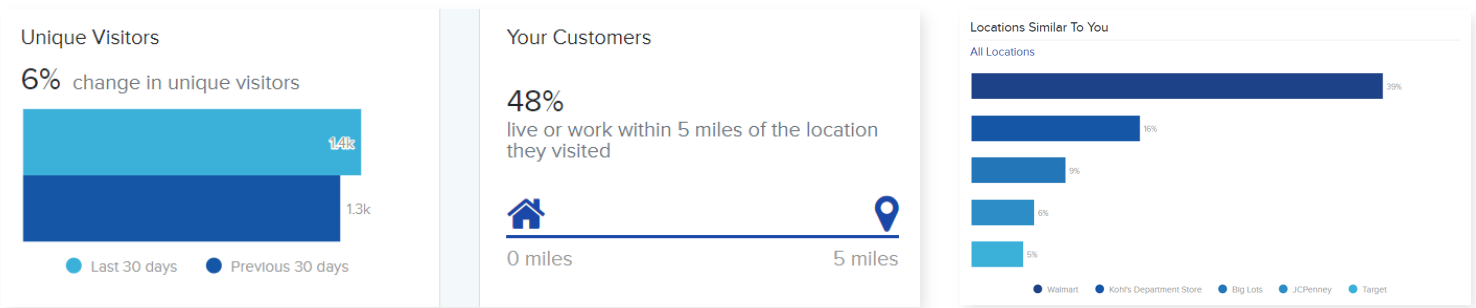 Unique Visitors
6% change in unique visitors
1.4k
1.3k
Last 30 days Previous 30 days
Your Customers
48%
live or work within 5 miles of the location
they visited
0 miles 5 miles
Locations Similar To You
All Locations
39%
16%
9%
6%
5%
Walmart Kohl's Department Store Big Lots JCPenney Target